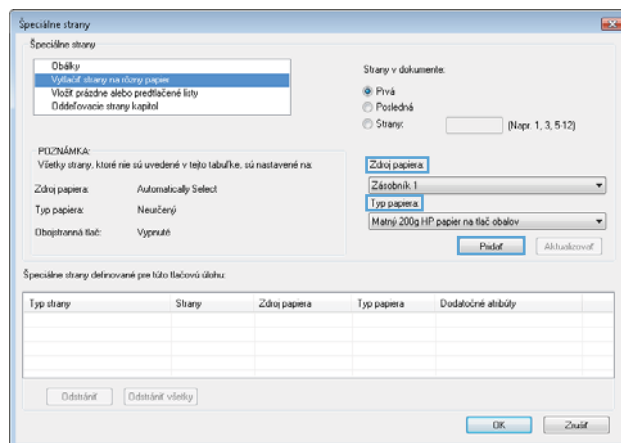 Špeciálne strany
Špeciálne strany
Obálky
Vytlačiť strany na rôzny papier
Vložiť prázdne alebo predtlačené listy
Oddeľovacie strany kapitol
Strany v dokumente:
Prvá
Posledná
Strany:
(Napr. 1, 3, 5-12)
POZNÁMKA:
Všetky strany, ktoré nie sú uvedené v tejto tabuľke, sú nastavené na:
Zdroj papiera: Automatically Select
Typ papiera: Neurčený
Obojstranná tlač: Vypnuté
Zdroj papiera:
Zásobník 1
Typ papiera:
Matný 200g HP papier na tlač obalov
Pridať Aktualizovať
Špeciálne strany definované pre túto tlačovú úlohu:
Typ strany Strany Zdroj papiera Typ papiera Dodatočné atribúty
Odstrániť Odstrániť všetky
OK Zrušiť